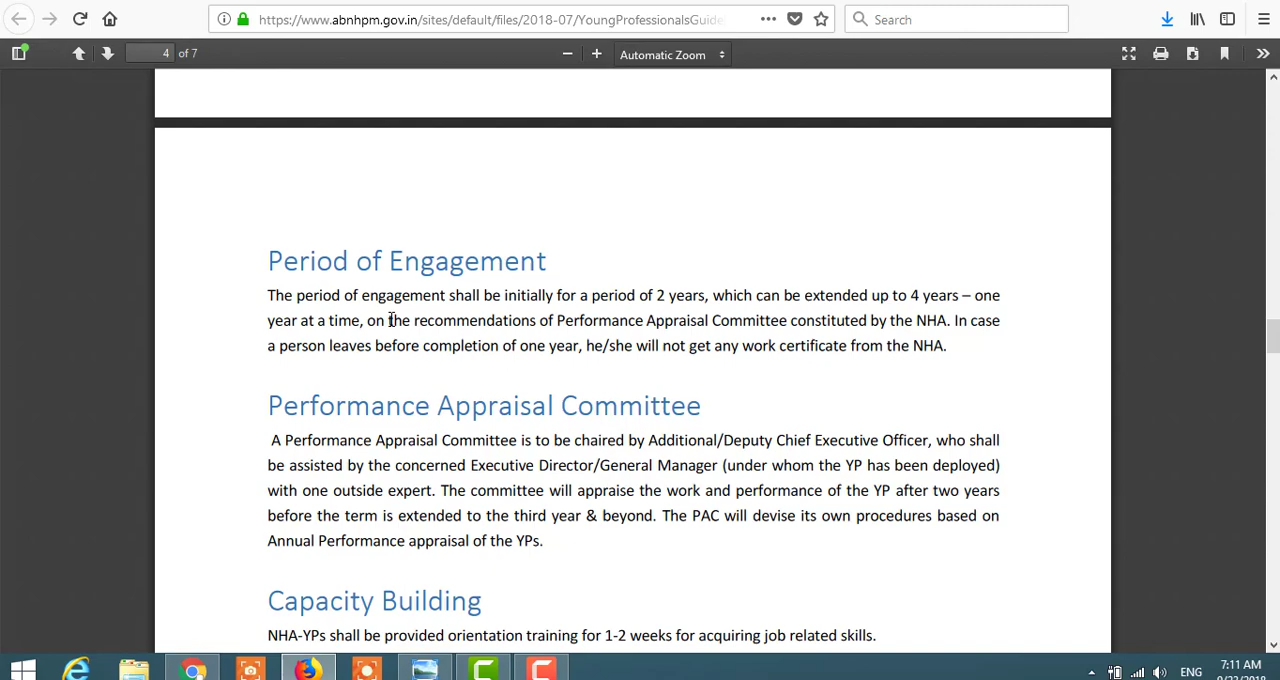 https://www.abnhpm.gov.in/sites/default/files/2018-07/YoungProfessionalsGuide
Search
4 of 7
Automatic Zoom
Period of Engagement
The period of engagement shall be initially for a period of 2 years, which can be extended up to 4 years – one
year at a time, on the recommendations of Performance Appraisal Committee constituted by the NHA. In case
a person leaves before completion of one year, he/she will not get any work certificate from the NHA.
Performance Appraisal Committee
A Performance Appraisal Committee is to be chaired by Additional/Deputy Chief Executive Officer, who shall
be assisted by the concerned Executive Director/General Manager (under whom the YP has been deployed)
with one outside expert. The committee will appraise the work and performance of the YP after two years
before the term is extended to the third year & beyond. The PAC will devise its own procedures based on
Annual Performance appraisal of the YPs.
Capacity Building
NHA-YPs shall be provided orientation training for 1-2 weeks for acquiring job related skills.
7:11 AM
ENG